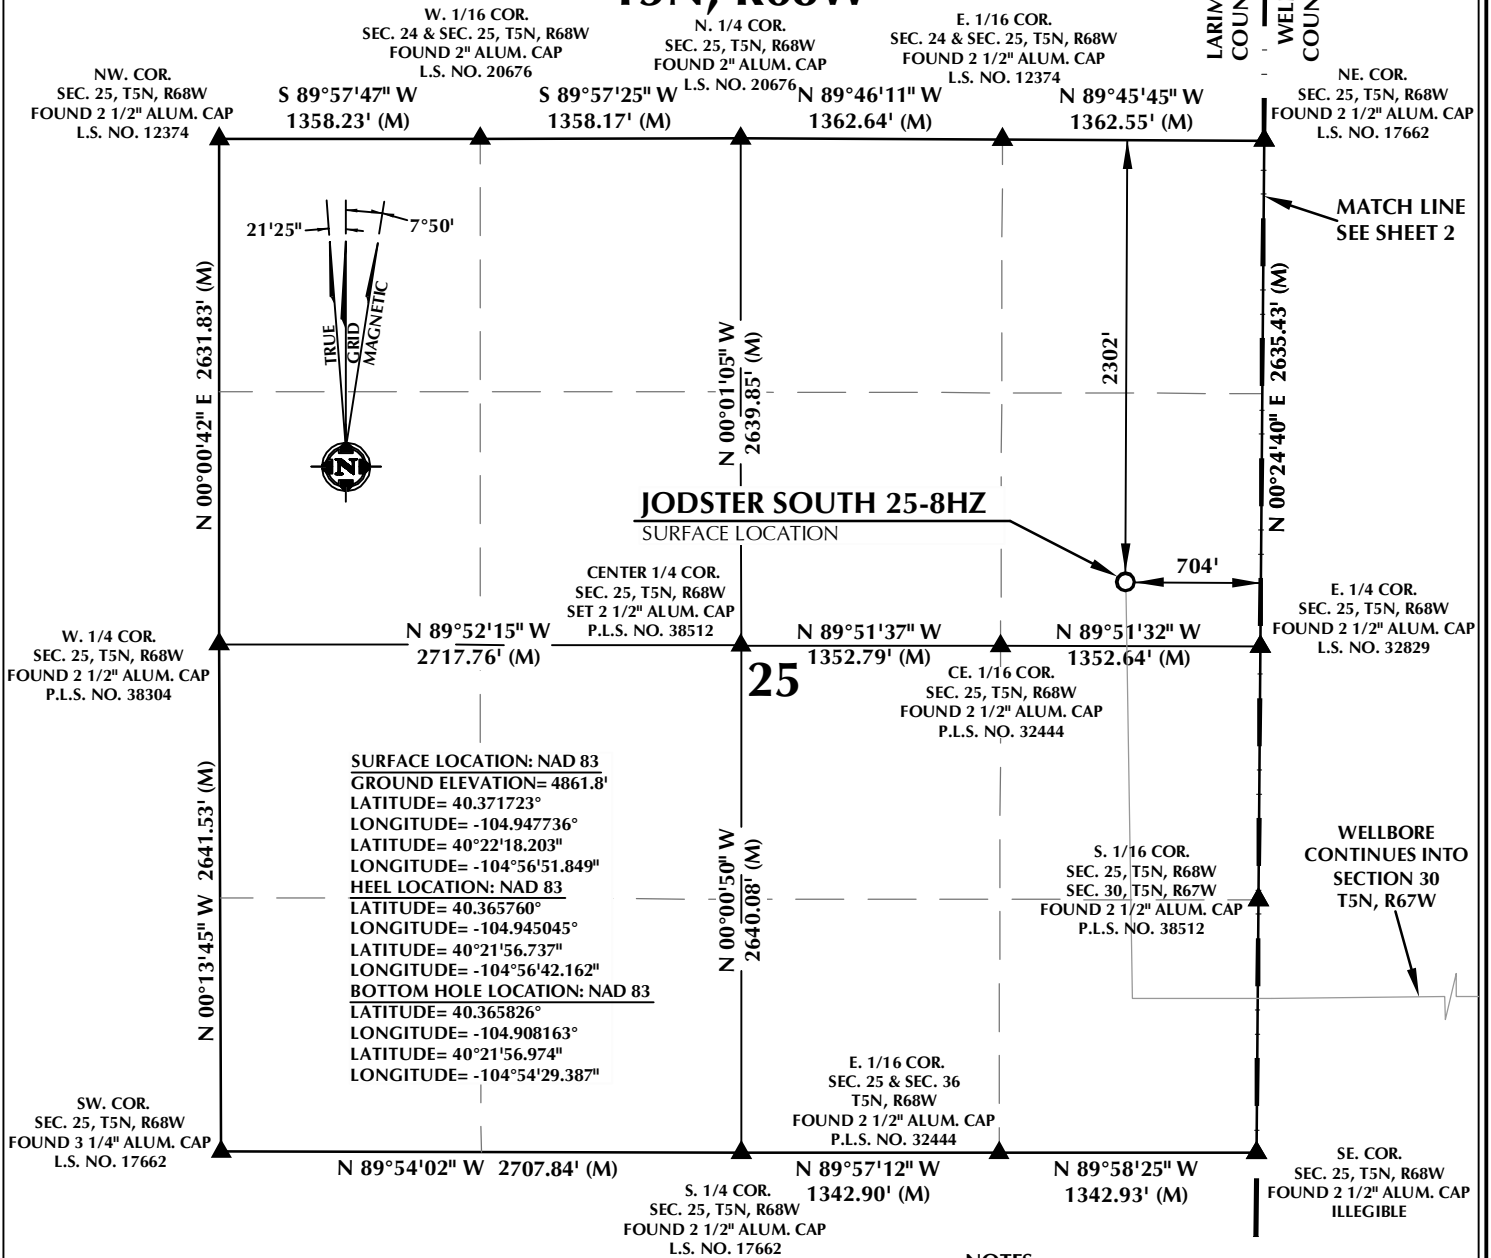 T5N, R68W
LARIM
COUN
WEL
COUN
W. 1/16 COR.
SEC. 24 & SEC. 25, T5N, R68W
FOUND 2" ALUM. CAP
L.S. NO. 20676
N. 1/4 COR.
SEC. 25, T5N, R68W
FOUND 2" ALUM. CAP
L.S. NO. 20676
E. 1/16 COR.
SEC. 24 & SEC. 25, T5N, R68W
FOUND 2 1/2" ALUM. CAP
L.S. NO. 12374
NW. COR.
SEC. 25, T5N, R68W
FOUND 2 1/2" ALUM. CAP
L.S. NO. 12374
NE. COR.
SEC. 25, T5N, R68W
FOUND 2 1/2" ALUM. CAP
L.S. NO. 17662
S 89°57'47" W
1358.23' (M)
S 89°57'25" W
1358.17' (M)
N 89°46'11" W
1362.64' (M)
N 89°45'45" W
1362.55' (M)
MATCH LINE
SEE SHEET 2
21'25"
7°50'
TRUE
GRID
MAGNETIC
N
N 00°00'42" E 2631.83' (M)
N 00°01'05" W
2639.85' (M)
2302'
N 00°24'40" E 2635.43' (M)
JODSTER SOUTH 25-8HZ
SURFACE LOCATION
704'
CENTER 1/4 COR.
SEC. 25, T5N, R68W
SET 2 1/2" ALUM. CAP
P.L.S. NO. 38512
E. 1/4 COR.
SEC. 25, T5N, R68W
FOUND 2 1/2" ALUM. CAP
L.S. NO. 32829
W. 1/4 COR.
SEC. 25, T5N, R68W
FOUND 2 1/2" ALUM. CAP
P.L.S. NO. 38304
N 89°52'15" W
2717.76' (M)
N 89°51'37" W
1352.79' (M)
N 89°51'32" W
1352.64' (M)
25
CE. 1/16 COR.
SEC. 25, T5N, R68W
FOUND 2 1/2" ALUM. CAP
P.L.S. NO. 32444
SURFACE LOCATION: NAD 83
GROUND ELEVATION= 4861.8'
LATITUDE= 40.371723°
LONGITUDE= -104.947736°
LATITUDE= 40°22'18.203"
LONGITUDE= -104°56'51.849"
HEEL LOCATION: NAD 83
LATITUDE= 40.365760°
LONGITUDE= -104.945045°
LATITUDE= 40°21'56.737"
LONGITUDE= -104°56'42.162"
BOTTOM HOLE LOCATION: NAD 83
LATITUDE= 40.365826°
LONGITUDE= -104.908163°
LATITUDE= 40°21'56.974"
LONGITUDE= -104°54'29.387"
N 00°13'45" W 2641.53' (M)
N 00°00'50" W
2640.08' (M)
S. 1/16 COR.
SEC. 25, T5N, R68W
SEC. 30, T5N, R67W
FOUND 2 1/2" ALUM. CAP
P.L.S. NO. 38512
WELLBORE
CONTINUES INTO
SECTION 30
T5N, R67W
E. 1/16 COR.
SEC. 25 & SEC. 36
T5N, R68W
FOUND 2 1/2" ALUM. CAP
P.L.S. NO. 32444
SW. COR.
SEC. 25, T5N, R68W
FOUND 3 1/4" ALUM. CAP
L.S. NO. 17662
N 89°54'02" W 2707.84' (M)
N 89°57'12" W
1342.90' (M)
N 89°58'25" W
1342.93' (M)
SE. COR.
SEC. 25, T5N, R68W
FOUND 2 1/2" ALUM. CAP
ILLEGIBLE
S. 1/4 COR.
SEC. 25, T5N, R68W
FOUND 2 1/2" ALUM. CAP
L.S. NO. 17662
NOTES